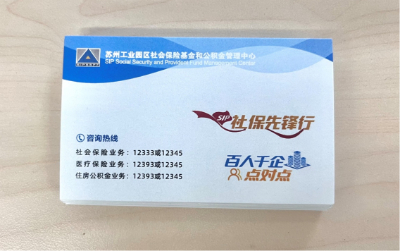 苏州工业园区社会保险基金和公积金管理中心
SIP Social Security and Provident Fund Management Center
SIP 社保先锋行
咨询热线
社会保险业务：12333或12345
医疗保险业务：12393或12345
住房公积金业务：12393或12345
百人千企
点对点